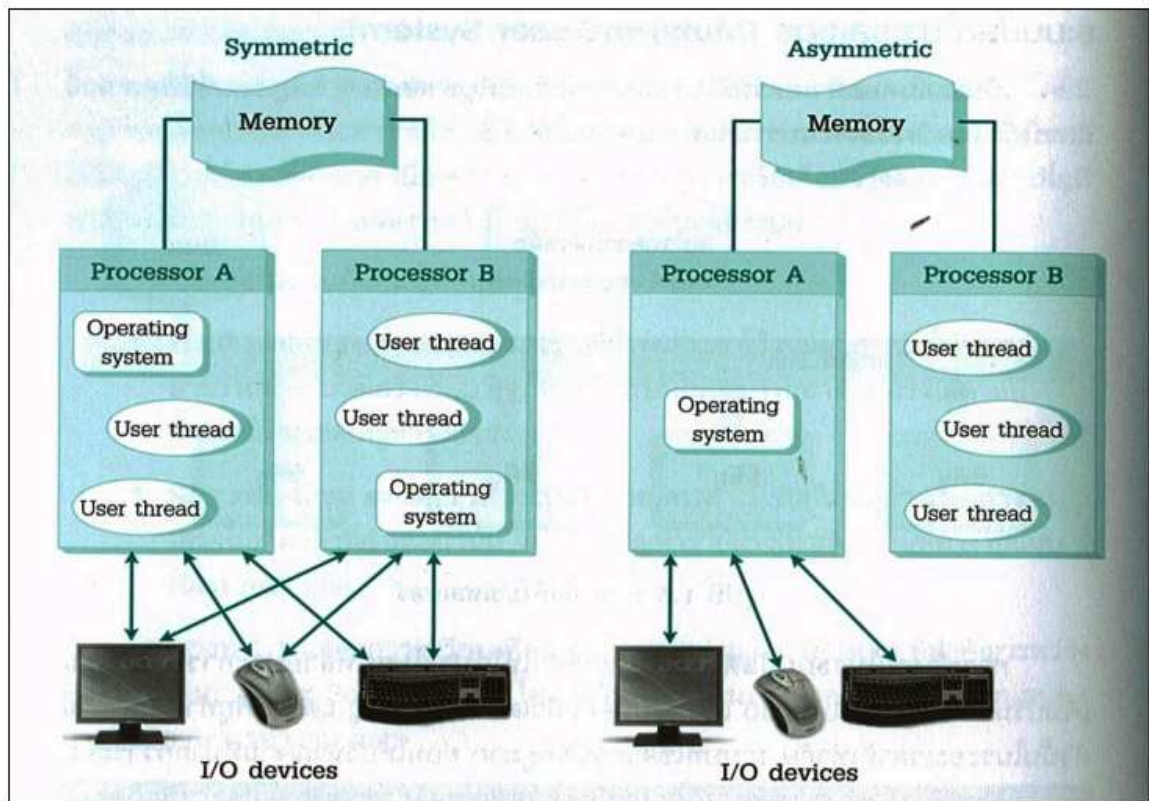 Symmetric
Memory
Processor A
Operating
system
User thread
User thread
Processor B
User thread
User thread
Operating
system
I/O devices
Asymmetric
Memory
Processor A
Operating
system
Processor B
User thread
User thread
User thread
I/O devices